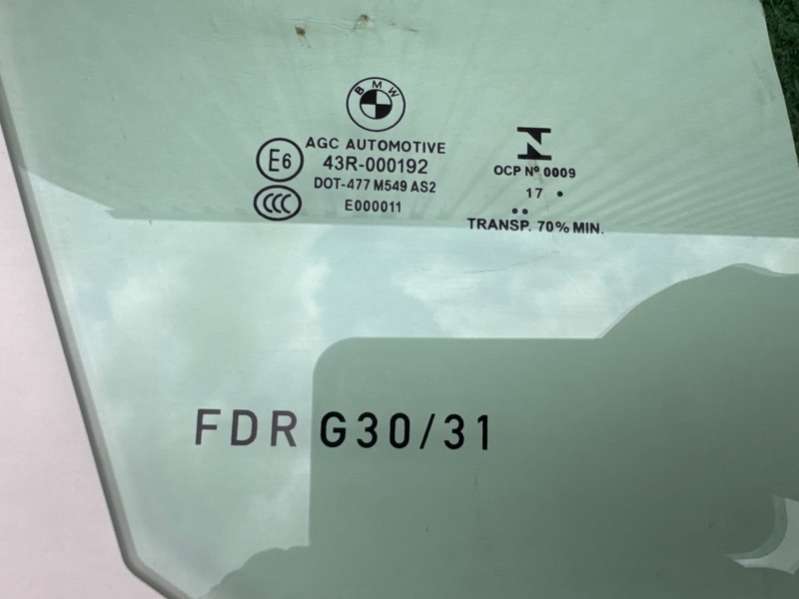 BMW
AGC AUTOMOTIVE
E6 43R-000192
DOT-477 M549 AS2
CCC E000011
N
OCP Nº 0009
17 •
••
TRANSP. 70% MIN.
FDR G30/31